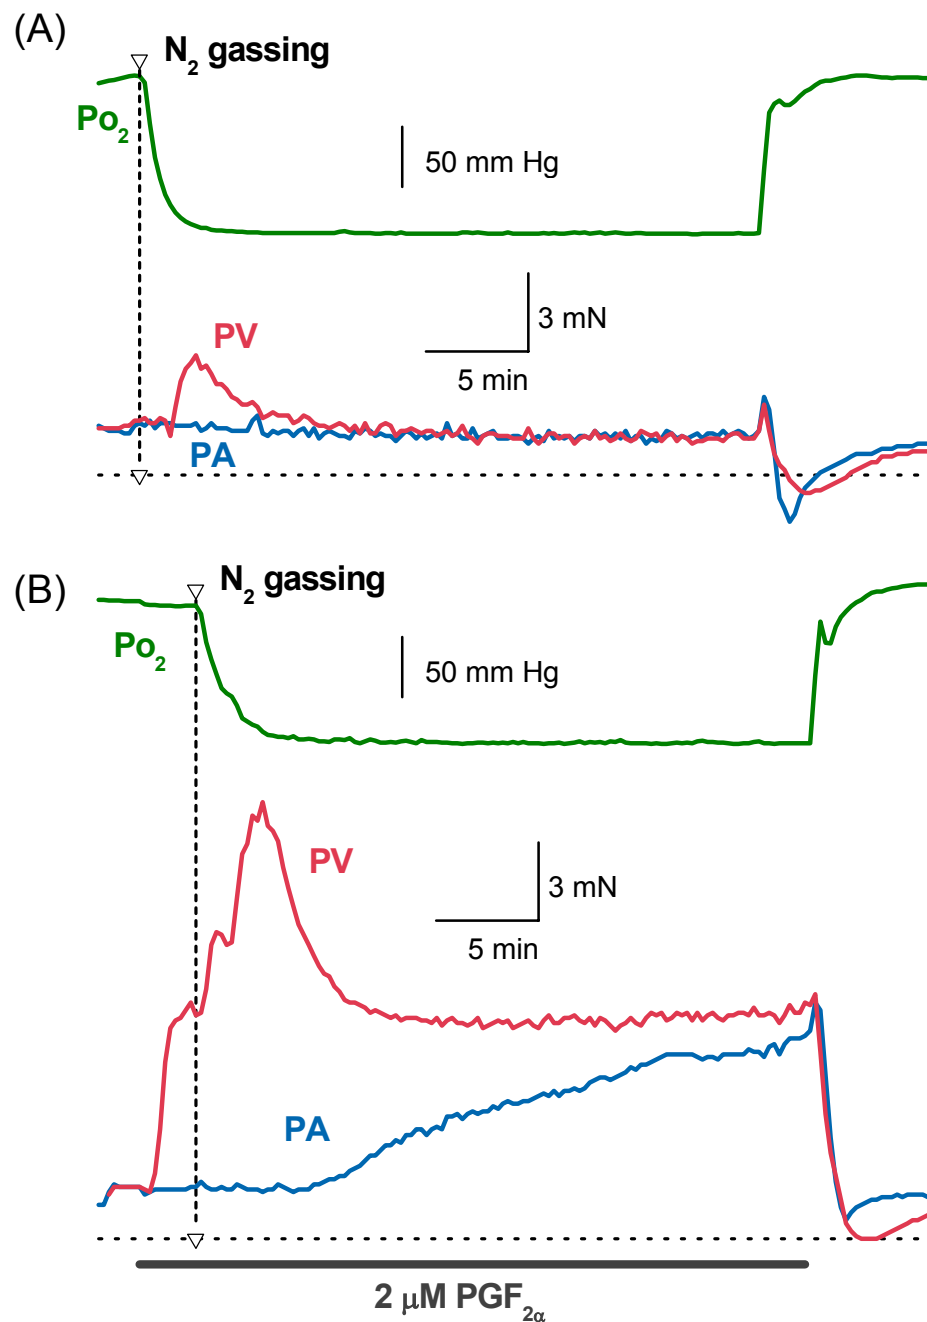 (A)
N₂ gassing
Po₂
50 mm Hg
3 mN
PV
5 min
PA
(B)
N₂ gassing
Po₂
50 mm Hg
PV
3 mN
5 min
PA
2 μM PGF₂α